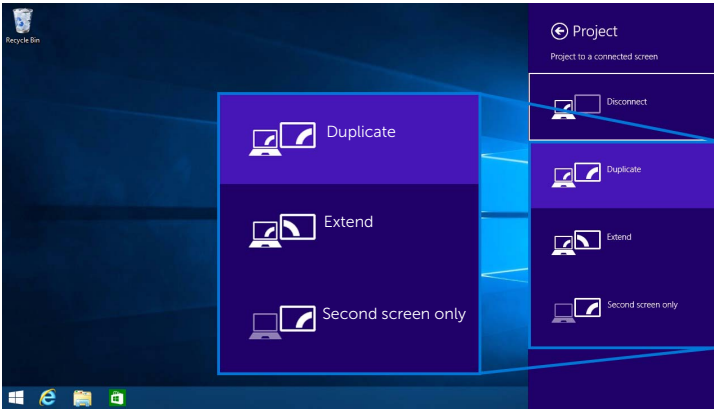 Recycle Bin
Project
Project to a connected screen
Disconnect
Duplicate
Extend
Second screen only
Duplicate
Extend
Second screen only